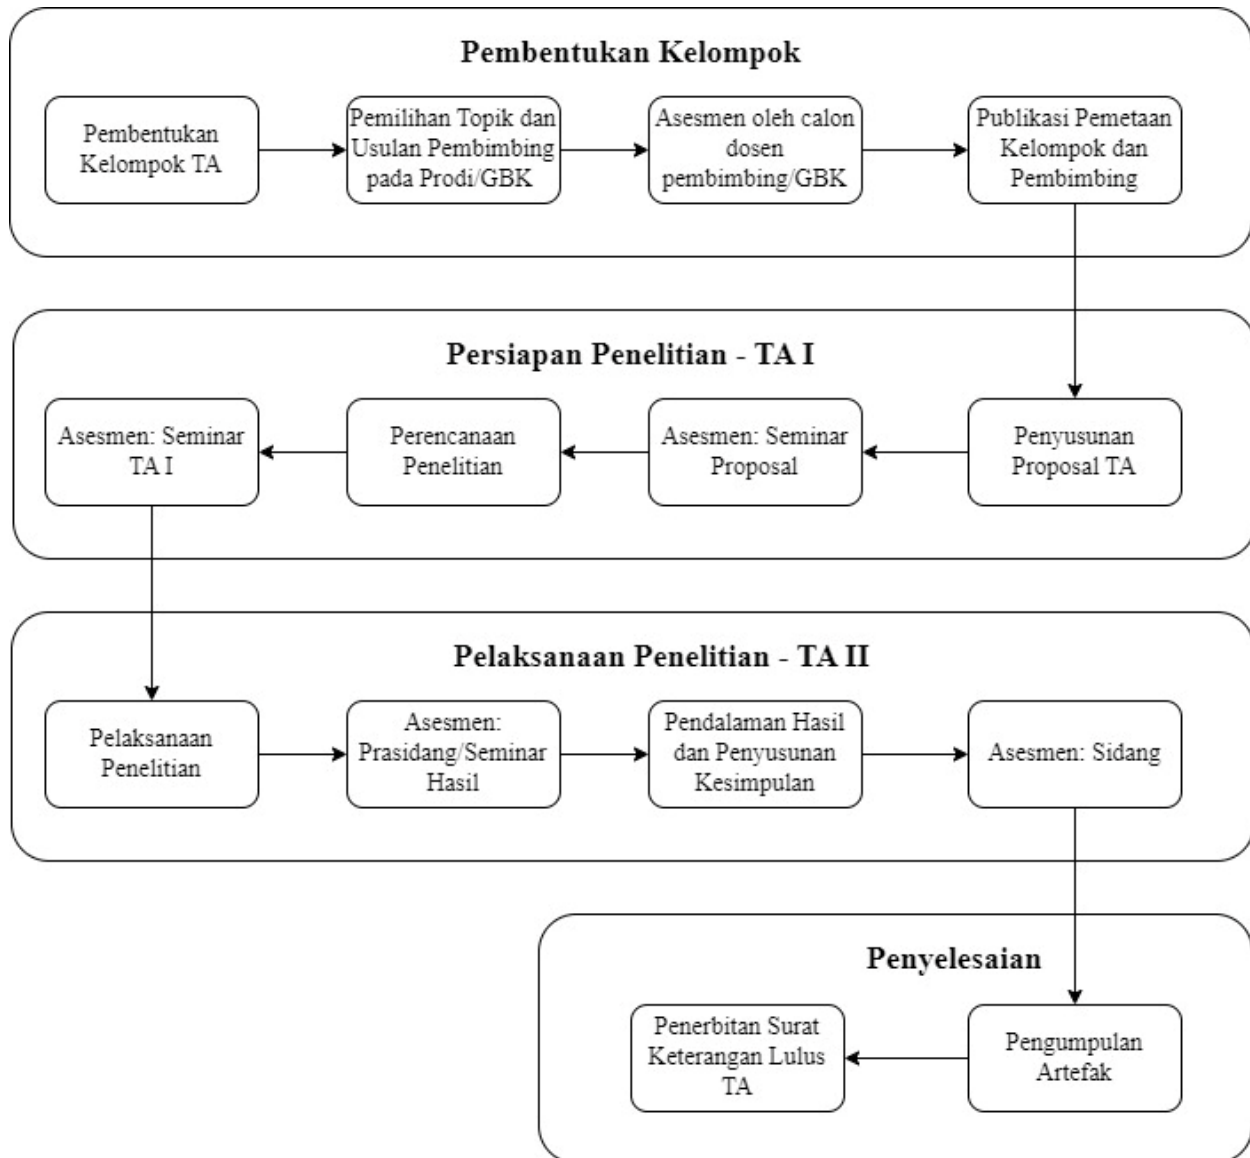 Pembentukan Kelompok
Pembentukan
Kelompok TA
Pemilihan Topik dan
Usulan Pembimbing
pada Prodi/GBK
Asesmen oleh calon
dosen
pembimbing/GBK
Publikasi Pemetaan
Kelompok dan
Pembimbing
Persiapan Penelitian - TA I
Penyusunan
Proposal TA
Asesmen: Seminar
Proposal
Perencanaan
Penelitian
Asesmen: Seminar
TA I
Pelaksanaan Penelitian - TA II
Pelaksanaan
Penelitian
Asesmen:
Prasidang/Seminar
Hasil
Pendalaman Hasil
dan Penyusunan
Kesimpulan
Asesmen: Sidang
Penyelesaian
Pengumpulan
Artefak
Penerbitan Surat
Keterangan Lulus
TA